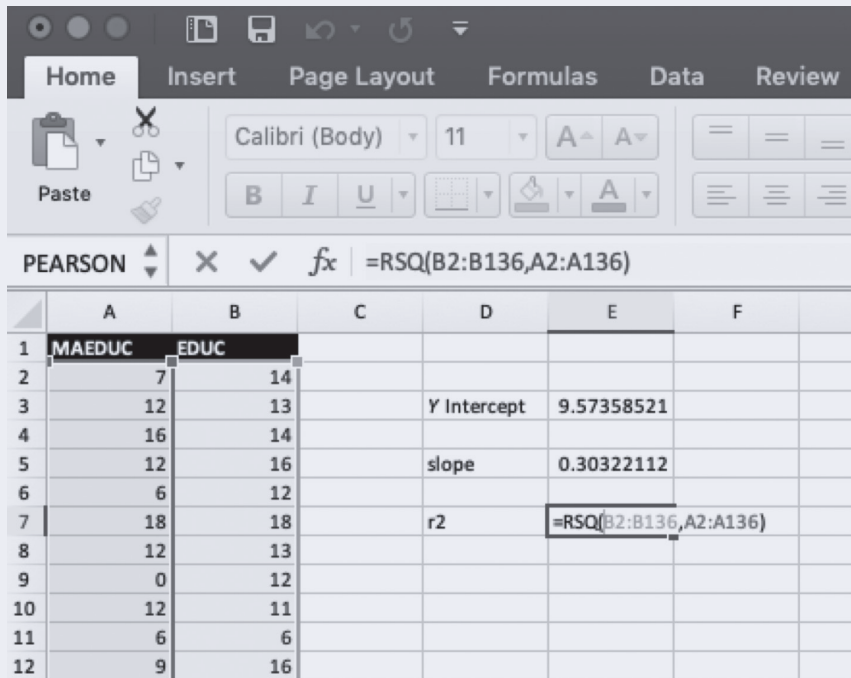 Home Insert Page Layout Formulas Data Review
Calibri (Body) 11 A A
Paste B I U A
PEARSON fx =RSQ(B2:B136,A2:A136)
A B C D E F
1 MAEDUC EDUC
2 7 14
3 12 13 Y Intercept 9.57358521
4 16 14
5 12 16 slope 0.30322112
6 6 12
7 18 18 r2 =RSQ(B2:B136,A2:A136)
8 12 13
9 0 12
10 12 11
11 6 6
12 9 16